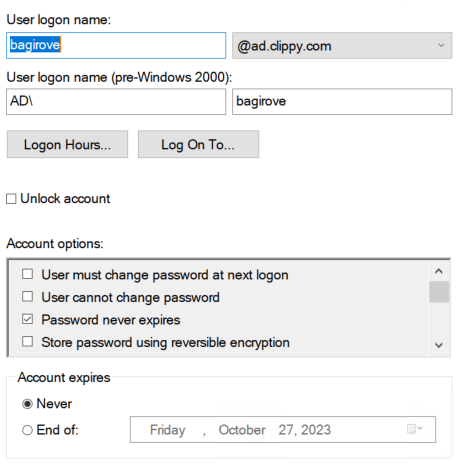 User logon name:
bagirove @ad.clippy.com
User logon name (pre-Windows 2000):
AD\ bagirove
Logon Hours... Log On To...
Unlock account
Account options:
User must change password at next logon
User cannot change password
Password never expires
Store password using reversible encryption
Account expires
Never
End of: Friday , October 27, 2023